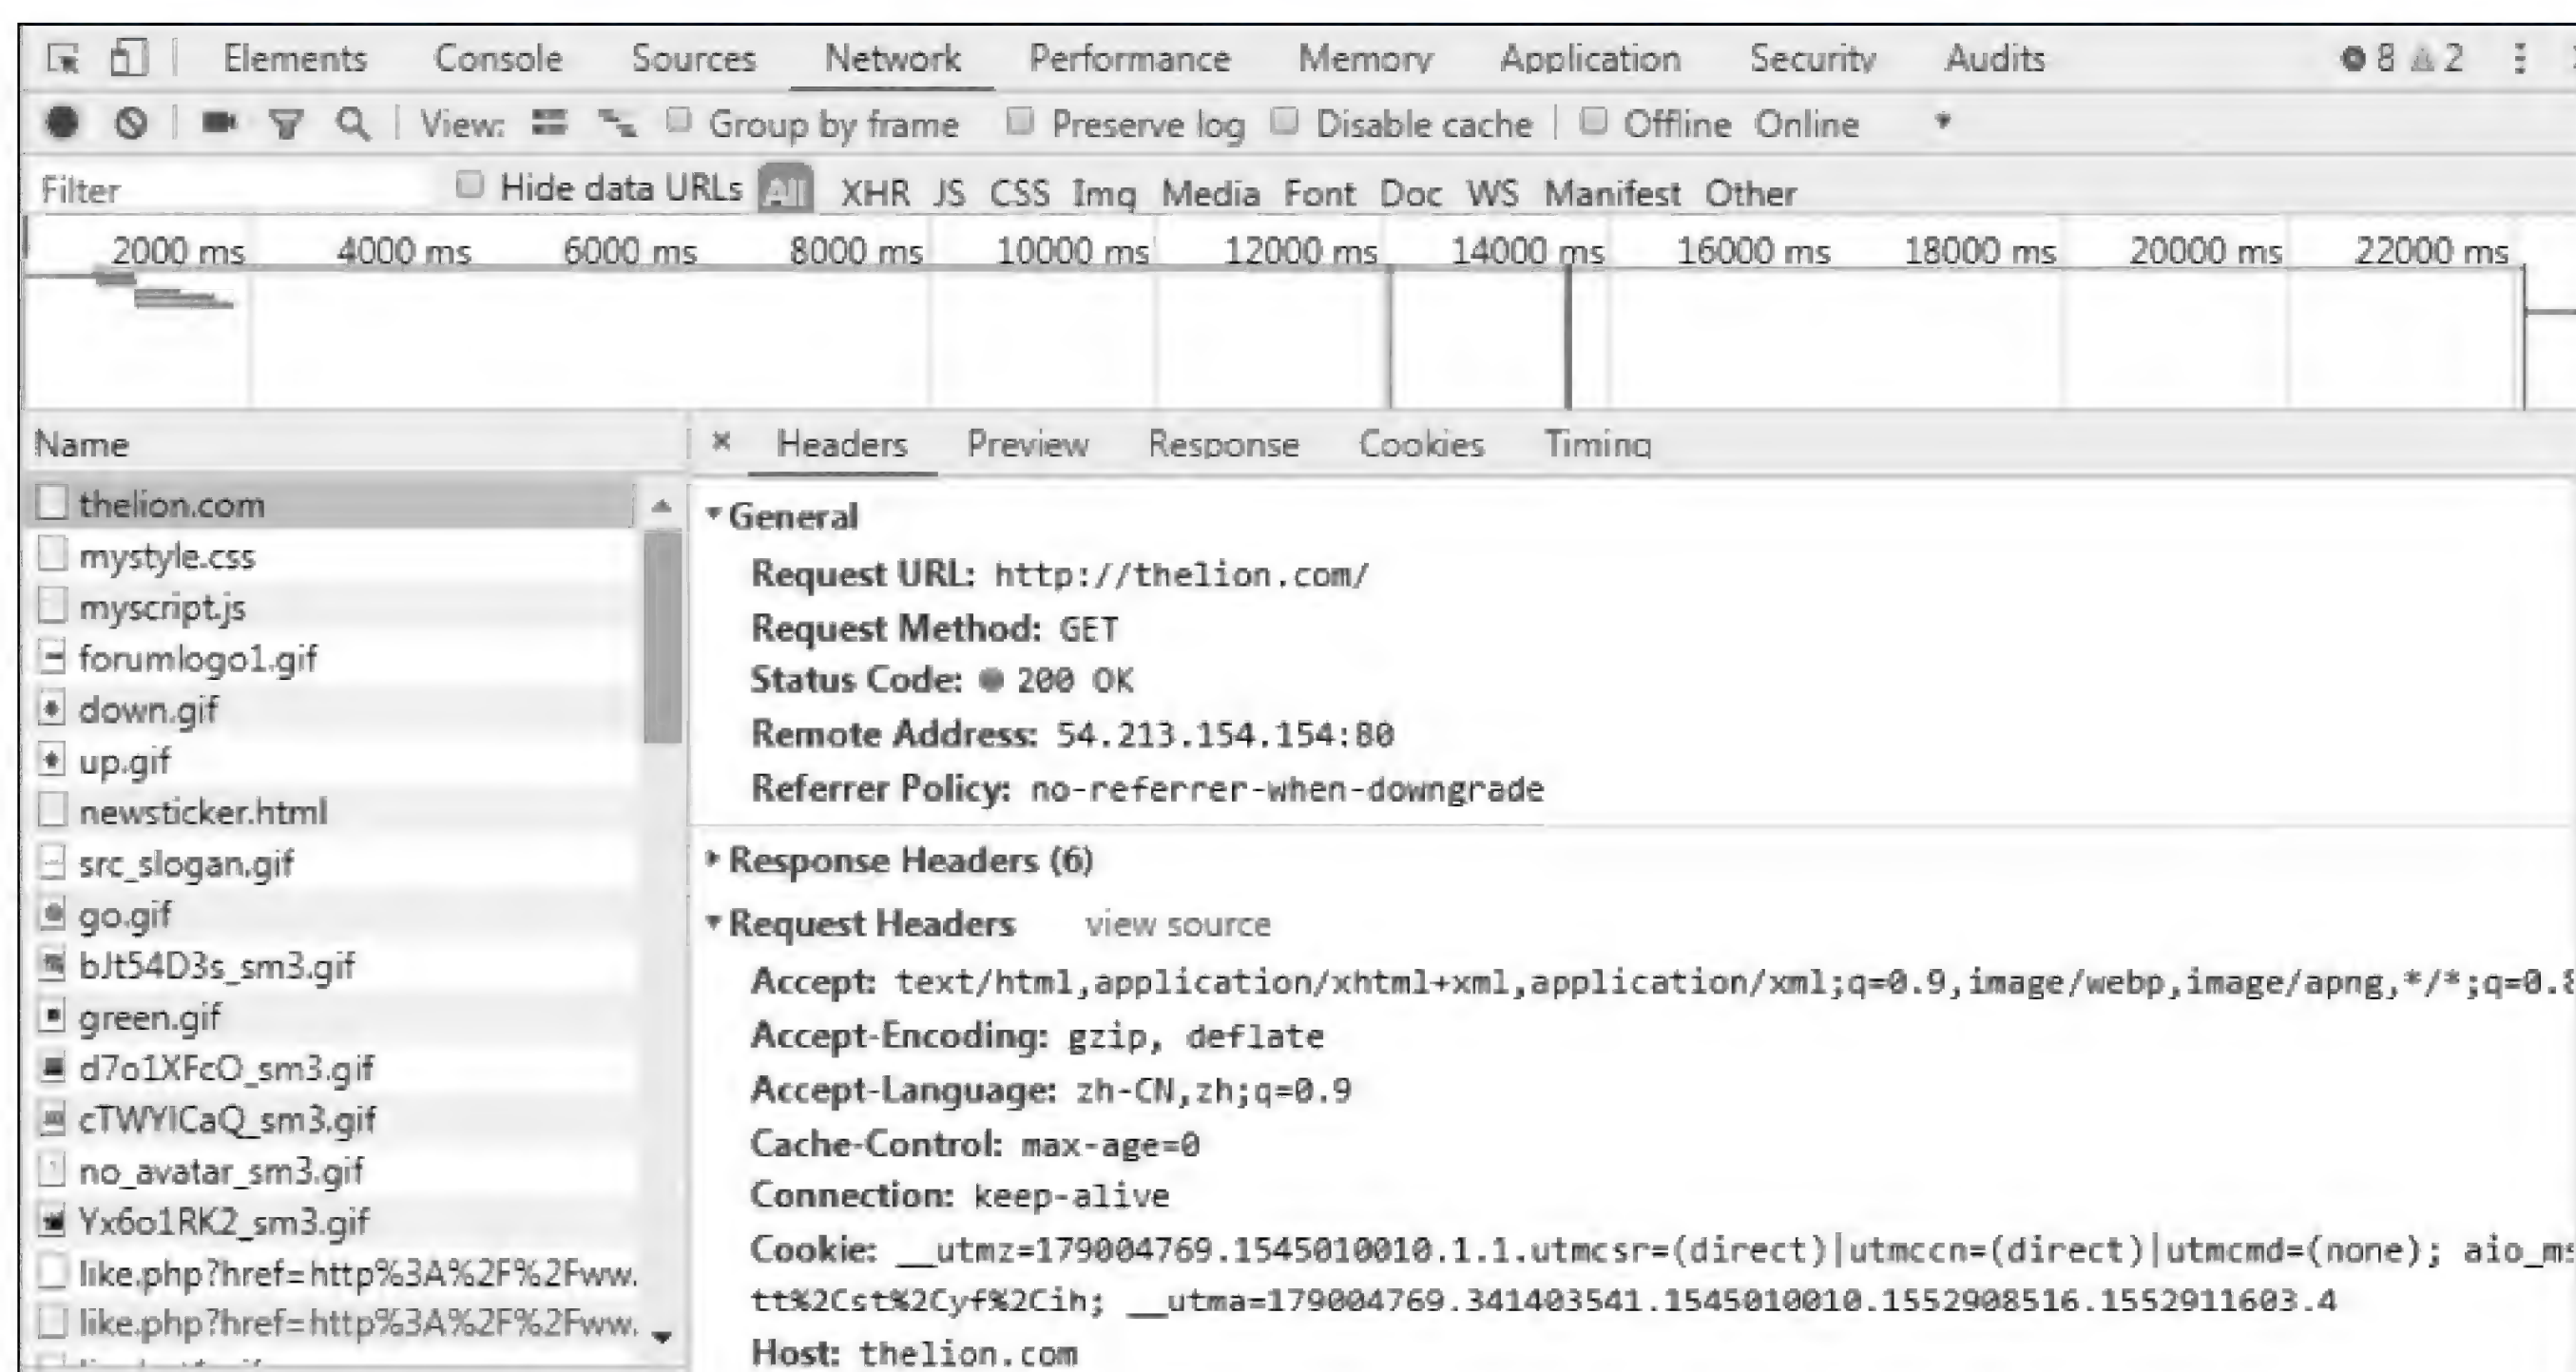 Elements Console Sources Network Performance Memory Application Security Audits 8 2
View: Group by frame Preserve log Disable cache Offline Online
Filter Hide data URLs All XHR JS CSS Img Media Font Doc WS Manifest Other
2000 ms 4000 ms 6000 ms 8000 ms 10000 ms 12000 ms 14000 ms 16000 ms 18000 ms 20000 ms 22000 ms
Name
thelion.com
mystyle.css
myscript.js
forumlogo1.gif
down.gif
up.gif
newsticker.html
src_slogan.gif
go.gif
bJt54D3s_sm3.gif
green.gif
d7o1XFcO_sm3.gif
cTWYICaQ_sm3.gif
no_avatar_sm3.gif
Yx6o1RK2_sm3.gif
like.php?href=http%3A%2F%2Fww.
like.php?href=http%3A%2F%2Fww.
× Headers Preview Response Cookies Timing
General
Request URL: http://thelion.com/
Request Method: GET
Status Code: 200 OK
Remote Address: 54.213.154.154:80
Referrer Policy: no-referrer-when-downgrade
Response Headers (6)
Request Headers view source
Accept: text/html,application/xhtml+xml,application/xml;q=0.9,image/webp,image/apng,*/*;q=0.8
Accept-Encoding: gzip, deflate
Accept-Language: zh-CN,zh;q=0.9
Cache-Control: max-age=0
Connection: keep-alive
Cookie: __utmz=179004769.1545010010.1.1.utmcsr=(direct)|utmccn=(direct)|utmcmd=(none); aio_ms
tt%2Cst%2Cyf%2Cih; __utma=179004769.341403541.1545010010.1552908516.1552911603.4
Host: thelion.com